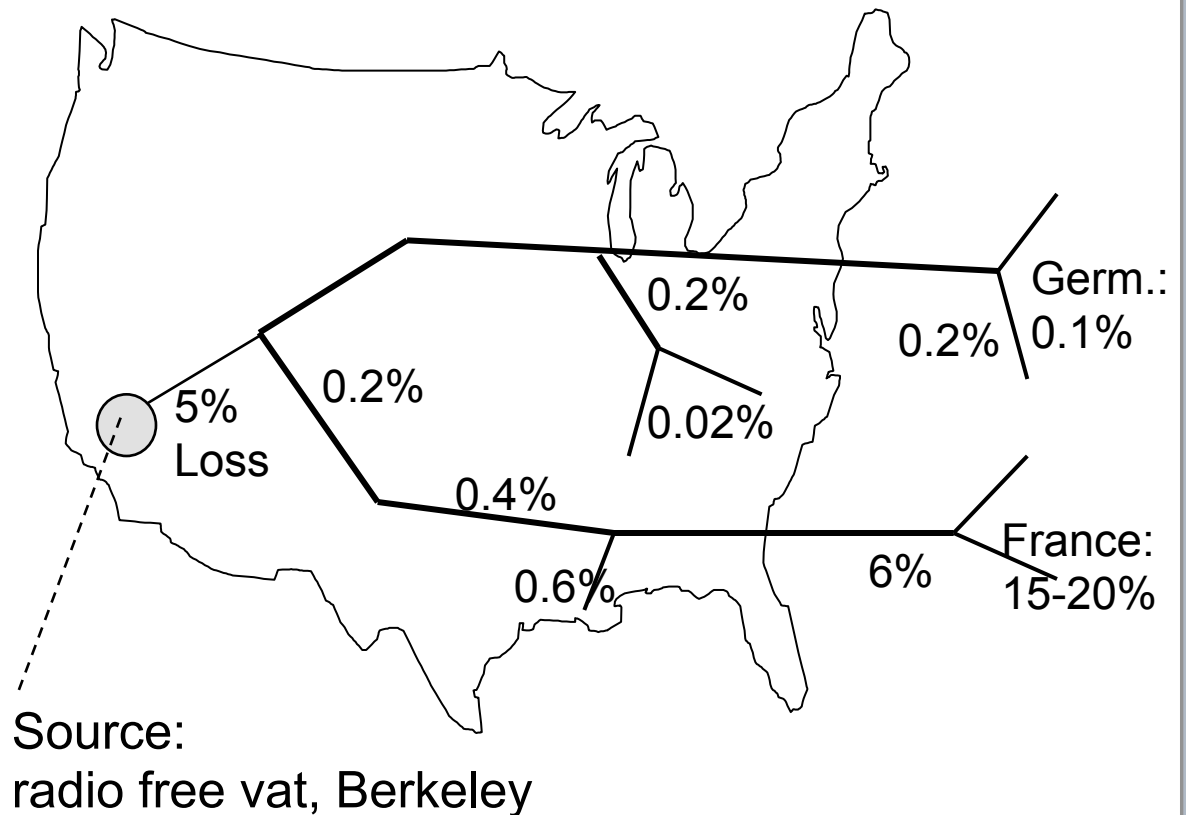 0.2%
Germ.:
0.2%
0.1%
0.2%
5%
Loss
0.02%
0.4%
France:
0.6%
6%
15-20%
Source:
radio free vat, Berkeley